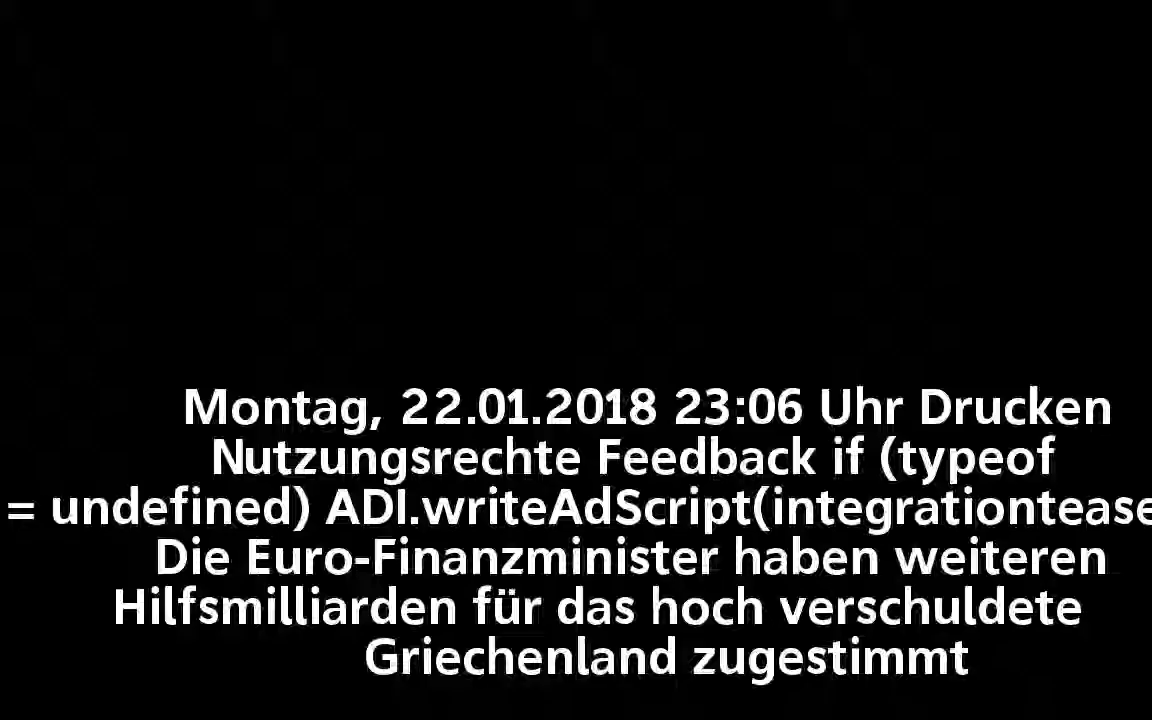 Montag, 22.01.2018 23:06 Uhr Drucken
Nutzungsrechte Feedback if (typeof
= undefined) ADI.writeAdScript(integrationtease
Die Euro-Finanzminister haben weiteren
Hilfsmilliarden für das hoch verschuldete
Griechenland zugestimmt